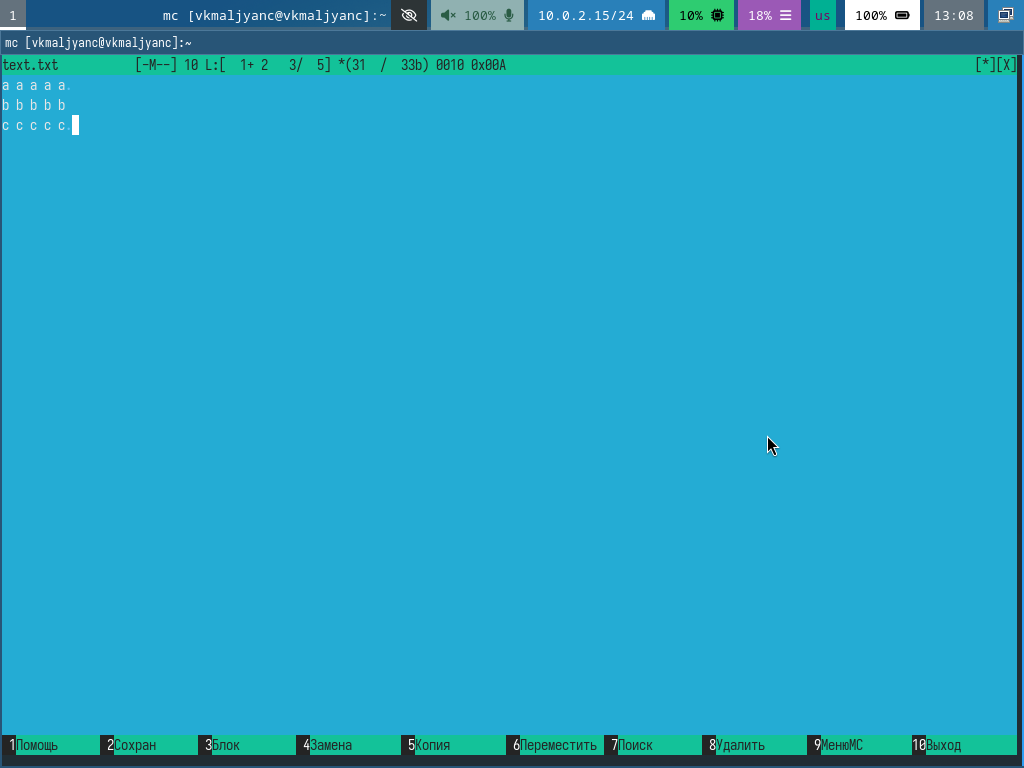 1 mc [vkmaljyanc@vkmaljyanc]:~ 100% 10.0.2.15/24 10% 18% us 100% 13:08
mc [vkmaljyanc@vkmaljyanc]:~
text.txt [-M--] 10 L:[ 1+ 2 3/ 5] *(31 / 33b) 0010 0x00A [*][X]
a a a a a.
b b b b b
c c c c c.
1Помощь 2Сохран 3Блок 4Замена 5Копия 6Переместить 7Поиск 8Удалить 9МенюMC 10Выход